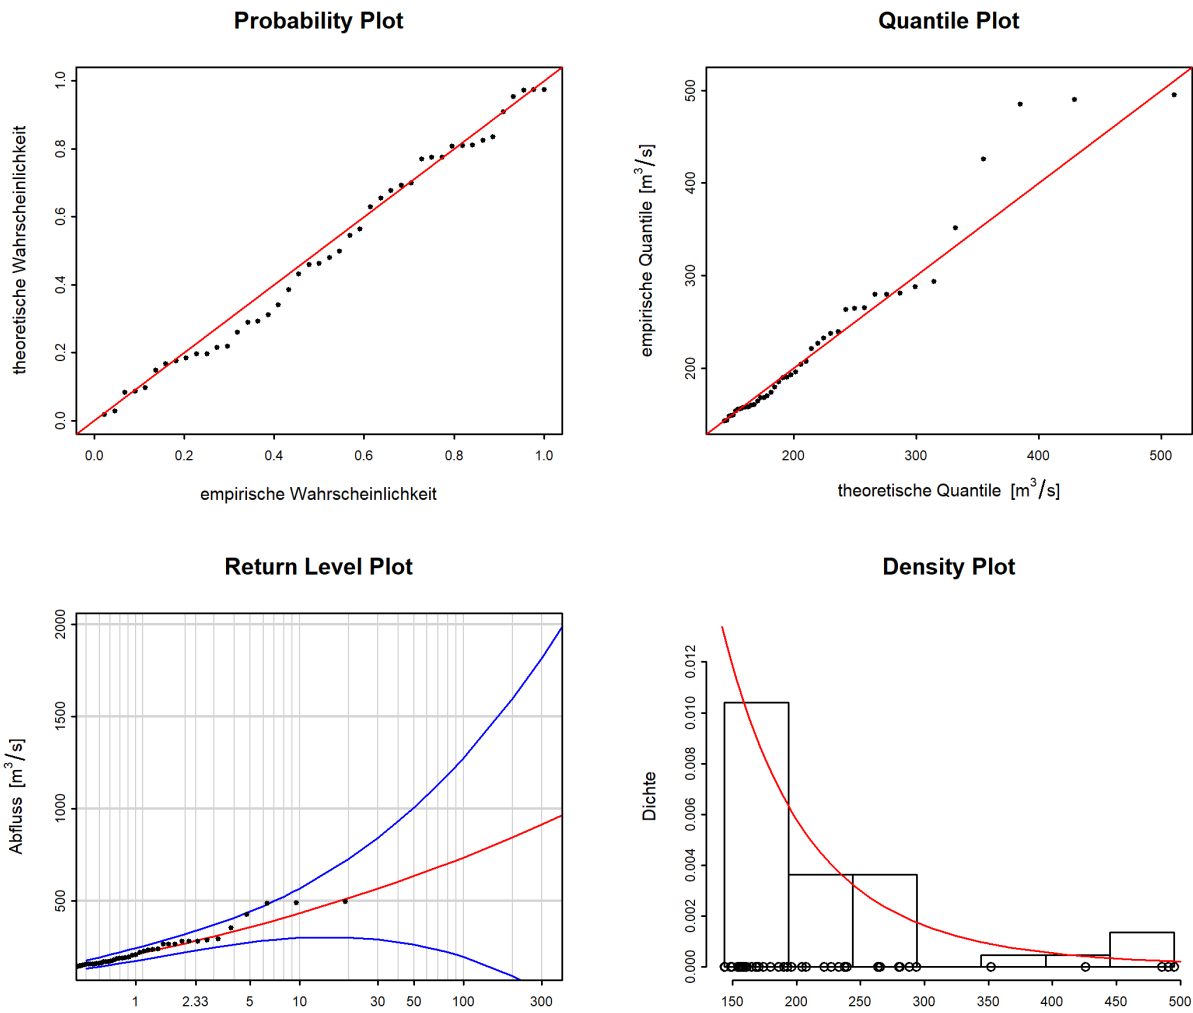 Probability Plot
theoretische Wahrscheinlichkeit
0.0 0.2 0.4 0.6 0.8 1.0
0.0 0.2 0.4 0.6 0.8 1.0
empirische Wahrscheinlichkeit
Quantile Plot
empirische Quantile [m³/s]
200 300 400 500
200 300 400 500
theoretische Quantile [m³/s]
Return Level Plot
Abfluss [m³/s]
500 1000 1500 2000
1 2.33 5 10 30 50 100 300
Density Plot
Dichte
0.000 0.002 0.004 0.006 0.008 0.010 0.012
150 200 250 300 350 400 450 500